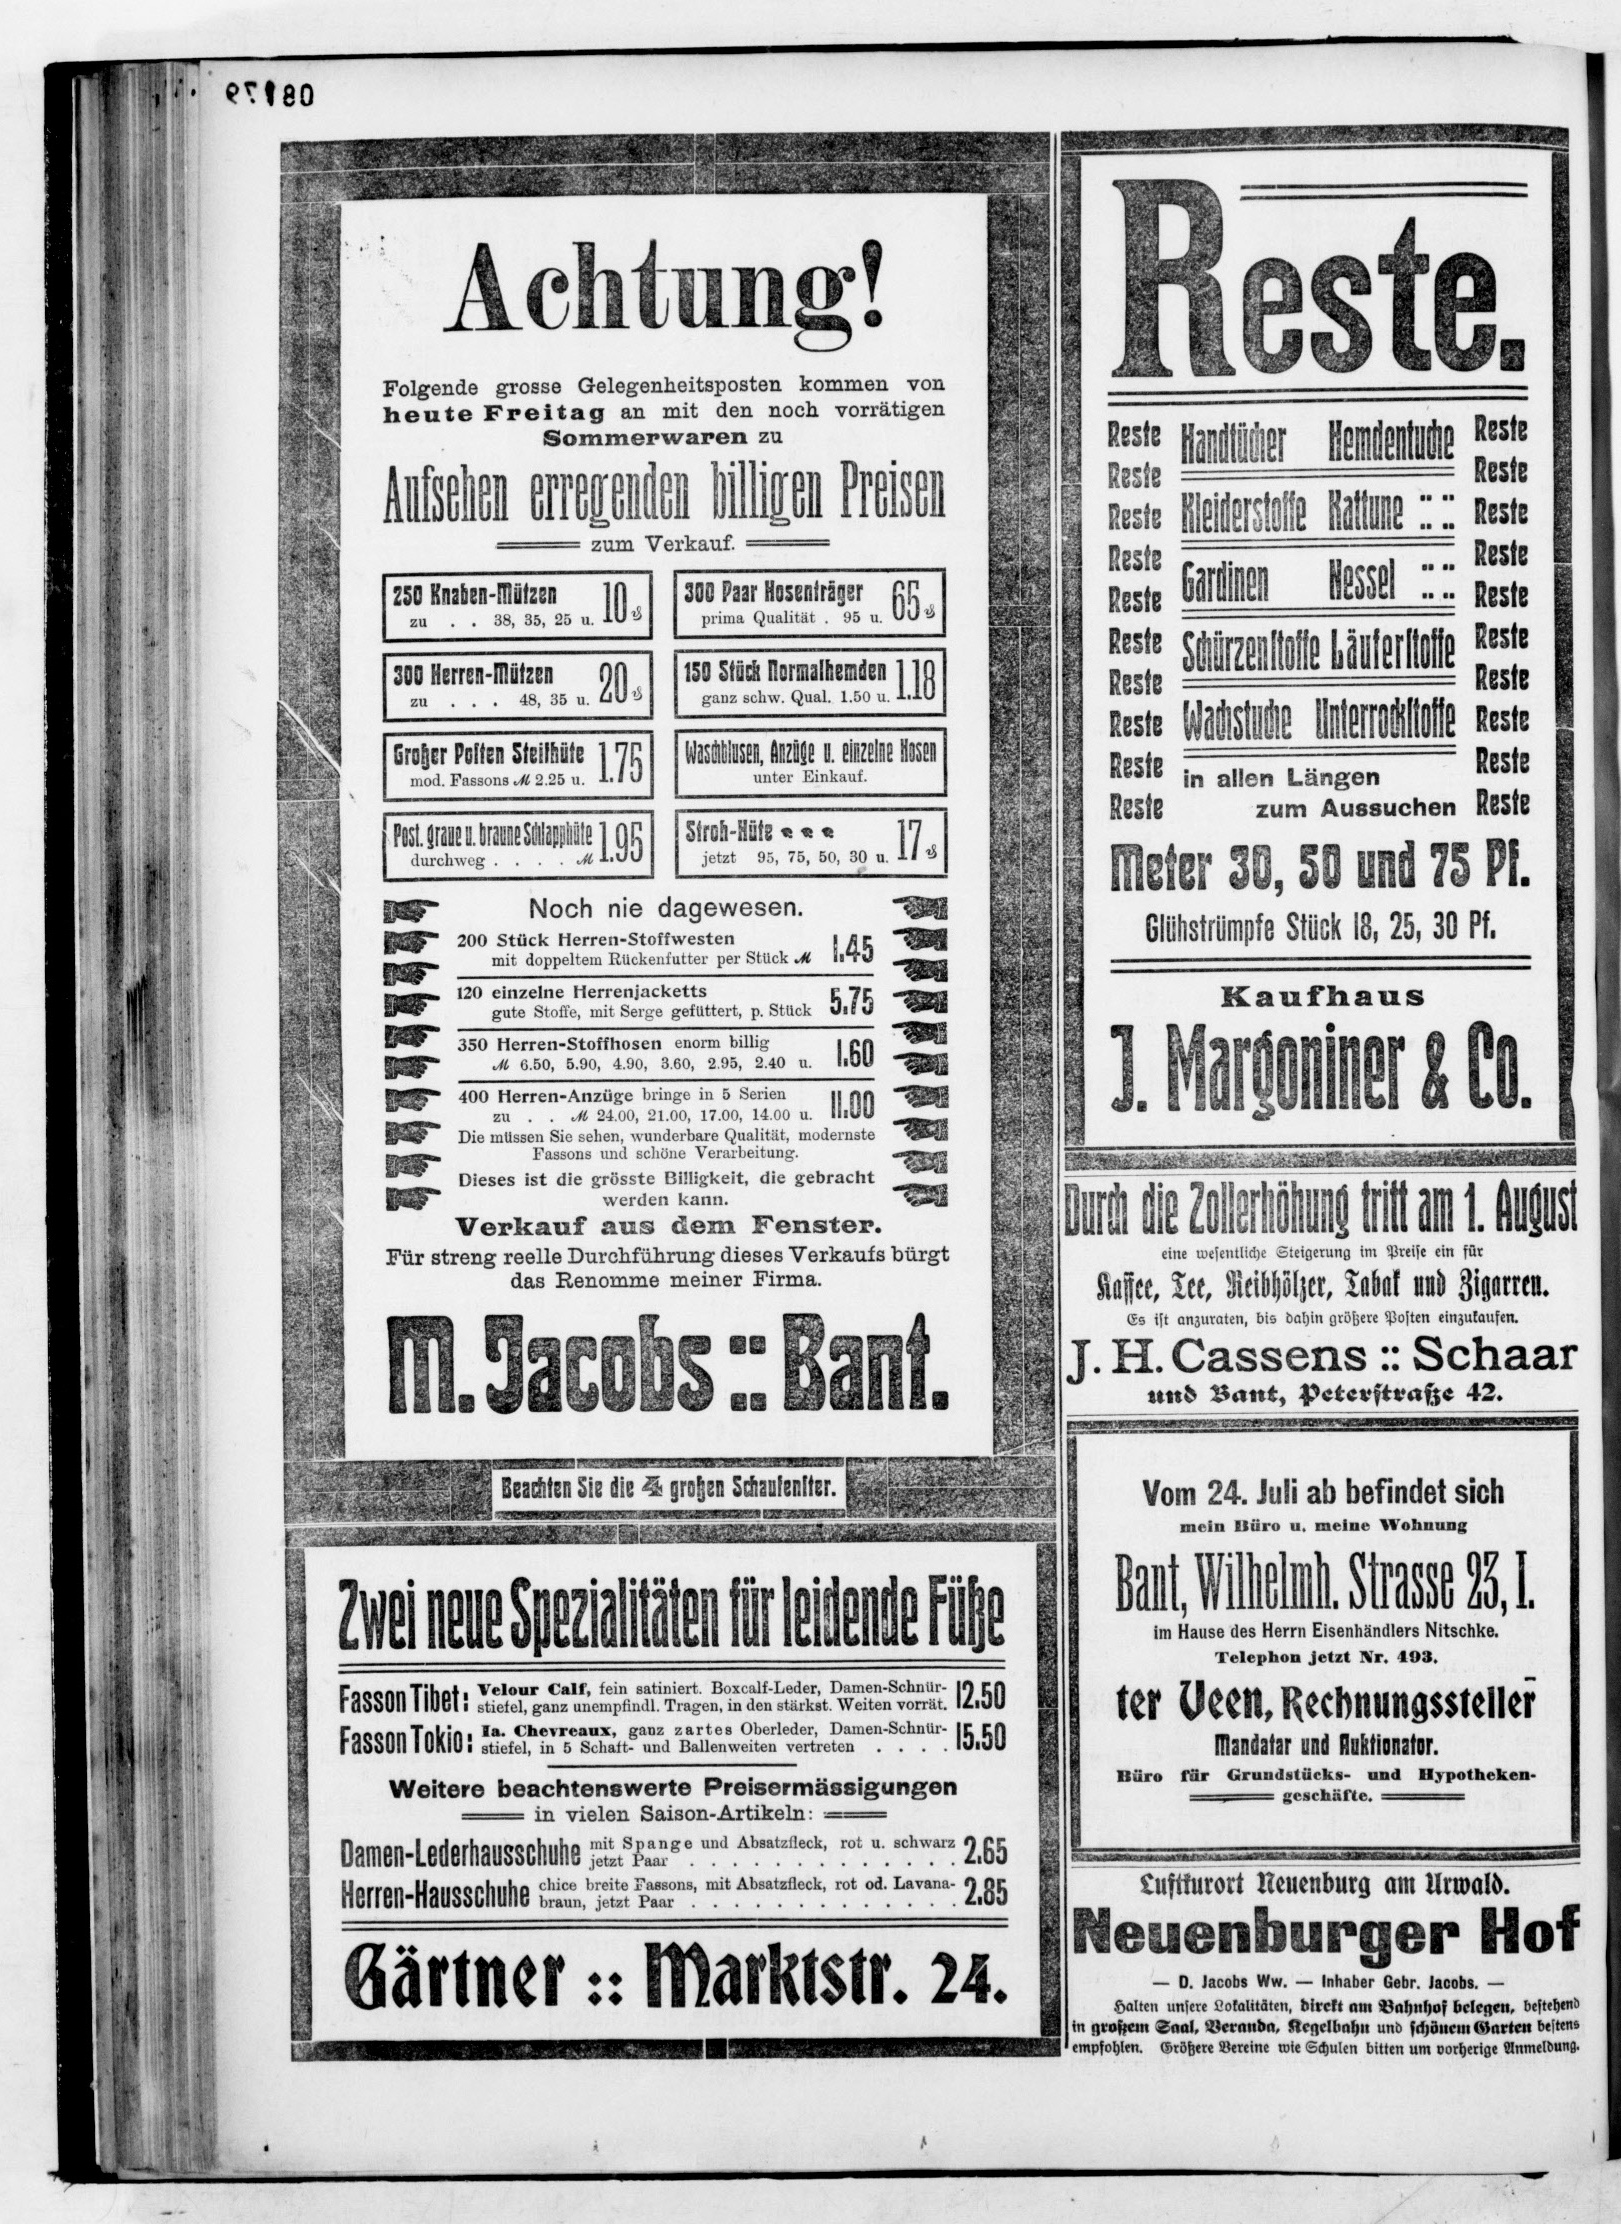 Achtung!
Folgende grosse Gelegenheitsposten kommen von
heute Freitag an mit den noch vorrätigen
Sommerwaren zu
Aufsehen erregenden billigen Preisen
zum Verkauf.
250 Knaben-Mützen
zu . . 38, 35, 25 u. 10 ₰
300 Paar Hosenträger
prima Qualität . 95 u. 65 ₰
300 Herren-Mützen
zu . . . 48, 35 u. 20 ₰
150 Stück Normalhemden
ganz schw. Qual. 1.50 u. 1.18
Großer Posten Steifhüte
mod. Fassons ℳ 2.25 u. 1.75
Waschblusen, Anzüge u. einzelne Hosen
unter Einkauf.
Post. graue u. braune Schlapphüte
durchweg . . . . ℳ 1.95
Stroh-Hüte
jetzt 95, 75, 50, 30 u. 17 ₰
Noch nie dagewesen.
200 Stück Herren-Stoffwesten
mit doppeltem Rückenfutter per Stück ℳ 1.45
120 einzelne Herrenjacketts
gute Stoffe, mit Serge gefüttert, p. Stück 5.75
350 Herren-Stoffhosen enorm billig
ℳ 6.50, 5.90, 4.90, 3.60, 2.95, 2.40 u. 1.60
400 Herren-Anzüge bringe in 5 Serien
zu . . ℳ 24.00, 21.00, 17.00, 14.00 u. 11.00
Die müssen Sie sehen, wunderbare Qualität, modernste
Fassons und schöne Verarbeitung.
Dieses ist die grösste Billigkeit, die gebracht
werden kann.
Verkauf aus dem Fenster.
Für streng reelle Durchführung dieses Verkaufs bürgt
das Renomme meiner Firma.
M. Jacobs :: Bant.
Beachten Sie die 4 großen Schaufenster.
Zwei neue Spezialitäten für leidende Füße
Fasson Tibet: Velour Calf, fein satiniert. Boxcalf-Leder, Damen-Schnür-
stiefel, ganz unempfindl. Tragen, in den stärkst. Weiten vorrät. 12.50
Fasson Tokio: Ia. Chevreaux, ganz zartes Oberleder, Damen-Schnür-
stiefel, in 5 Schaft- und Ballenweiten vertreten . . . . 15.50
Weitere beachtenswerte Preisermässigungen
in vielen Saison-Artikeln:
Damen-Lederhausschuhe mit Spange und Absatzfleck, rot u. schwarz
jetzt Paar . . . . . . . . . . . . . 2.65
Herren-Hausschuhe chice breite Fassons, mit Absatzfleck, rot od. Lavana-
braun, jetzt Paar . . . . . . . . . . . . . 2.85
Gärtner :: Marktstr. 24.
Reste.
Reste Handtücher Hemdentuche Reste
Reste Reste
Reste Kleiderstoffe Kattune :: :: Reste
Reste Reste
Reste Gardinen Nessel :: :: Reste
Reste Schürzenstoffe Läuferstoffe Reste
Reste Reste
Reste Wachstuche Unterrockstoffe Reste
Reste in allen Längen Reste
Reste zum Aussuchen Reste
Meter 30, 50 und 75 Pf.
Glühstrümpfe Stück 18, 25, 30 Pf.
Kaufhaus
J. Margoniner & Co.
Durch die Zollerhöhung tritt am 1. August
eine wesentliche Steigerung im Preise ein für
Kaffee, Tee, Reibhölzer, Tabak und Zigarren.
Es ist anzuraten, bis dahin größere Posten einzukaufen.
J. H. Cassens :: Schaar
und Bant, Peterstraße 42.
Vom 24. Juli ab befindet sich
mein Büro u. meine Wohnung
Bant, Wilhelmh. Strasse 23, I.
im Hause des Herrn Eisenhändlers Nitschke.
Telephon jetzt Nr. 493.
ter Veen, Rechnungssteller
Mandatar und Auktionator.
Büro für Grundstücks- und Hypotheken-
geschäfte.
Luftkurort Neuenburg am Urwald.
Neuenburger Hof
— D. Jacobs Ww. — Inhaber Gebr. Jacobs. —
Halten unsere Lokalitäten, direkt am Bahnhof belegen, bestehend
in großem Saal, Veranda, Kegelbahn und schönem Garten bestens
empfohlen. Größere Vereine wie Schulen bitten um vorherige Anmeldung.